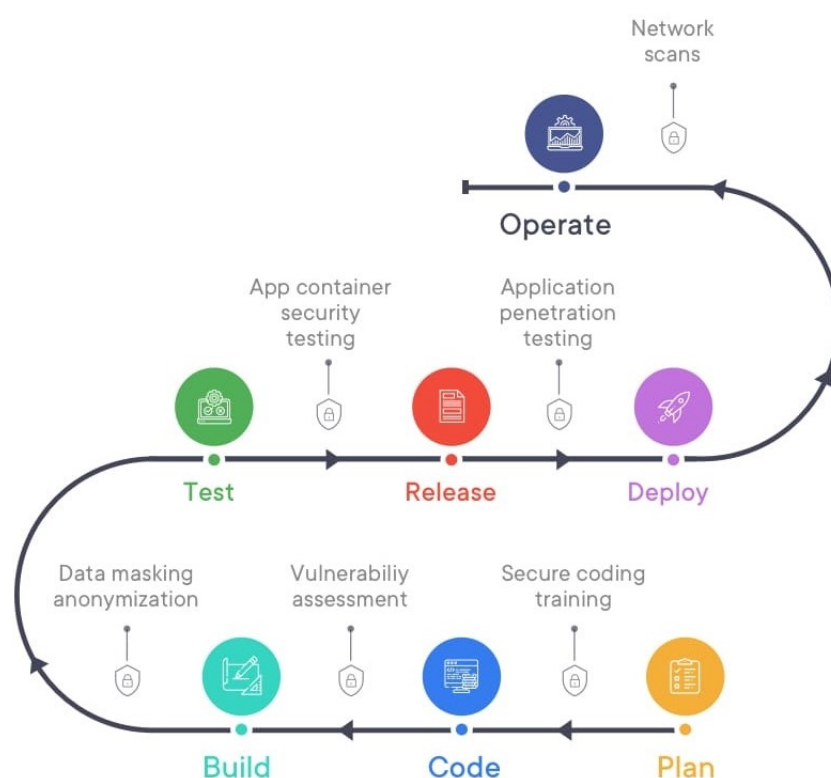 Network
scans
Operate
App container
security
testing
Application
penetration
testing
Test
Release
Deploy
Data masking
anonymization
Vulnerabiliy
assessment
Secure coding
training
Build
Code
Plan